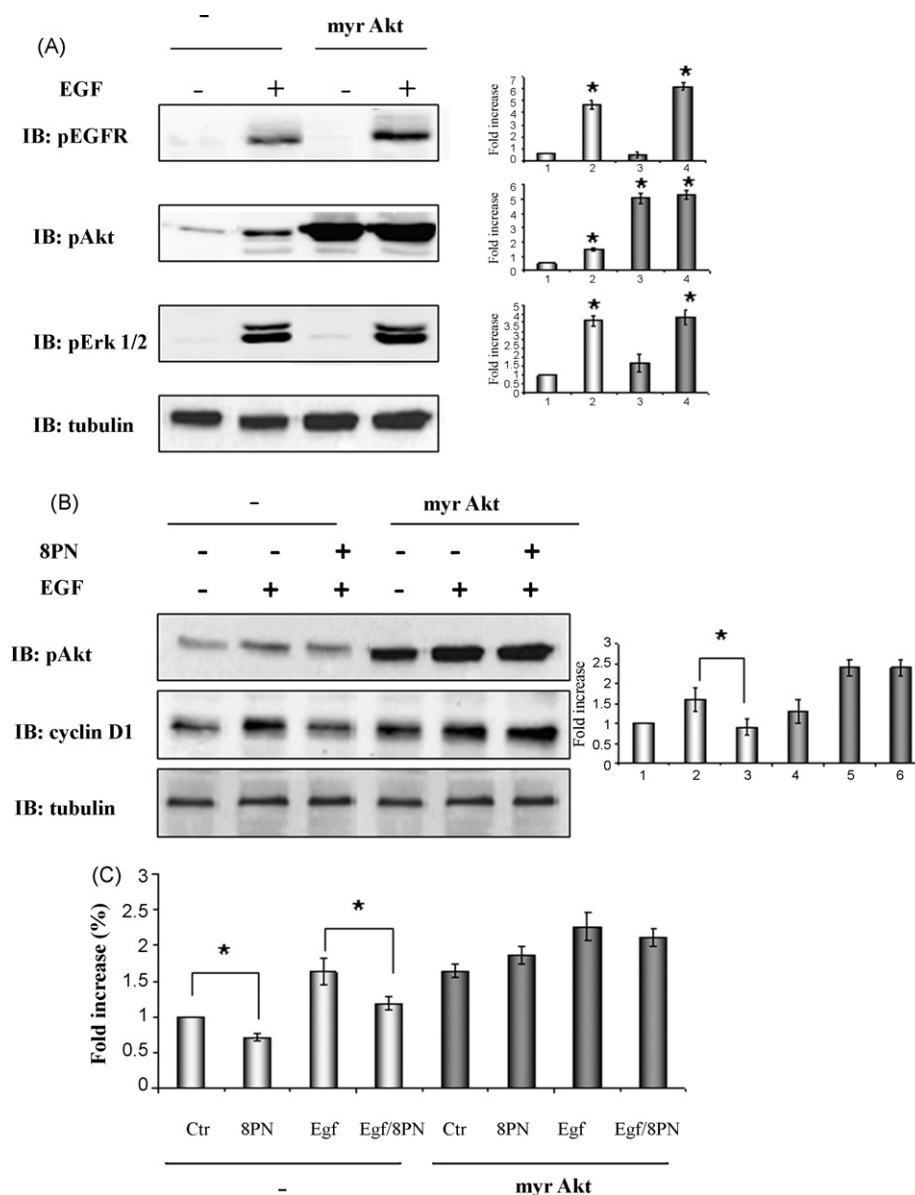 (A)
- myr Akt
EGF - + - +
IB: pEGFR
IB: pAkt
IB: pErk 1/2
IB: tubulin
Fold increase
7
6
5
4
3
2
1
0
* *
1 2 3 4
Fold increase
6
5
4
3
2
1
0
* * *
1 2 3 4
Fold increase
5
4.5
4
3.5
3
2.5
2
1.5
1
0.5
* *
1 2 3 4
(B)
- myr Akt
8PN - - + - - +
EGF - + + - + +
IB: pAkt
IB: cyclin D1
IB: tubulin
Fold increase
3
2.5
2
1.5
1
0.5
*
1 2 3 4 5 6
(C)
Fold increase (%)
3
2.5
2
1.5
1
0.5
0
* *
Ctr 8PN Egf Egf/8PN Ctr 8PN Egf Egf/8PN
- myr Akt